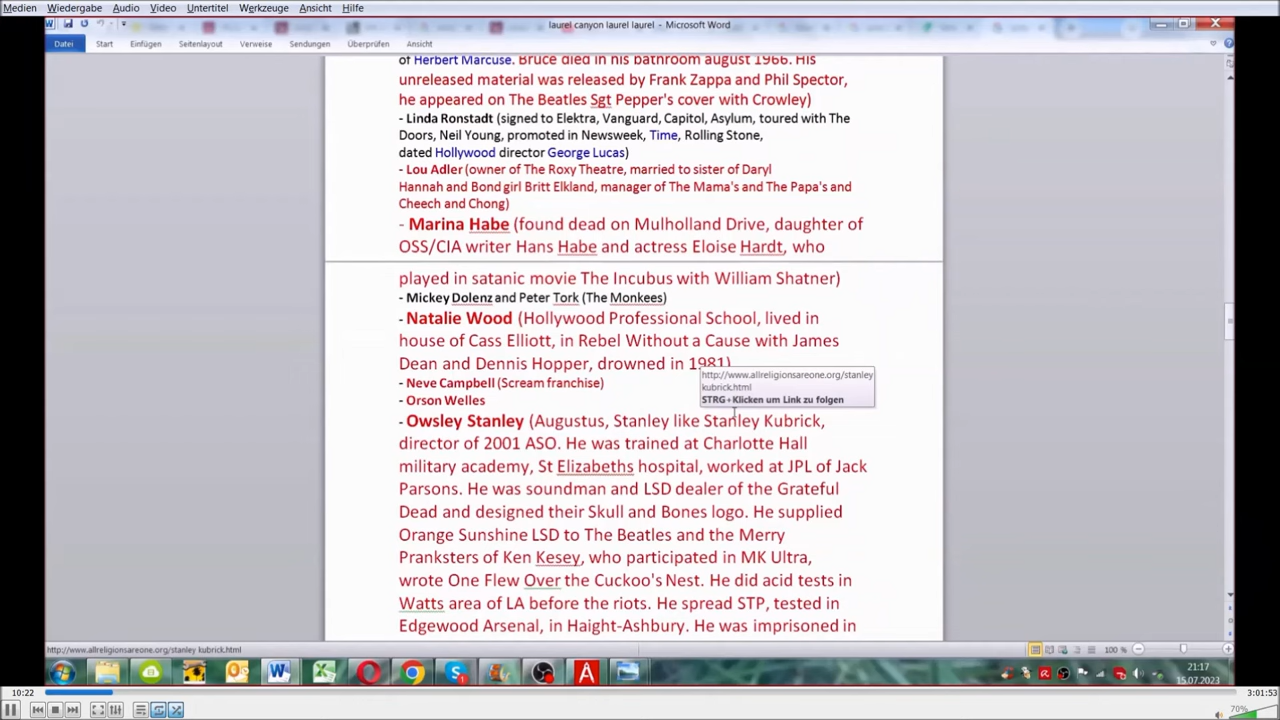 Medien Wiedergabe Audio Video Untertitel Werkzeuge Ansicht Hilfe
laurel canyon laurel laurel - Microsoft Word
Datei Start Einfügen Seitenlayout Verweise Sendungen Überprüfen Ansicht
of Herbert Marcuse. Bruce died in his bathroom august 1966. His
unreleased material was released by Frank Zappa and Phil Spector,
he appeared on The Beatles Sgt Pepper's cover with Crowley)
- Linda Ronstadt (signed to Elektra, Vanguard, Capitol, Asylum, toured with The
Doors, Neil Young, promoted in Newsweek, Time, Rolling Stone,
dated Hollywood director George Lucas)
- Lou Adler (owner of The Roxy Theatre, married to sister of Daryl
Hannah and Bond girl Britt Elkland, manager of The Mama's and The Papa's and
Cheech and Chong)
- Marina Habe (found dead on Mulholland Drive, daughter of
OSS/CIA writer Hans Habe and actress Eloise Hardt, who
played in satanic movie The Incubus with William Shatner)
- Mickey Dolenz and Peter Tork (The Monkees)
- Natalie Wood (Hollywood Professional School, lived in
house of Cass Elliott, in Rebel Without a Cause with James
Dean and Dennis Hopper, drowned in 1981)
http://www.allreligionsareone.org/stanley
kubrick.html
STRG+Klicken um Link zu folgen
- Neve Campbell (Scream franchise)
- Orson Welles
- Owsley Stanley (Augustus, Stanley like Stanley Kubrick,
director of 2001 ASO. He was trained at Charlotte Hall
military academy, St Elizabeths hospital, worked at JPL of Jack
Parsons. He was soundman and LSD dealer of the Grateful
Dead and designed their Skull and Bones logo. He supplied
Orange Sunshine LSD to The Beatles and the Merry
Pranksters of Ken Kesey, who participated in MK Ultra,
wrote One Flew Over the Cuckoo's Nest. He did acid tests in
Watts area of LA before the riots. He spread STP, tested in
Edgewood Arsenal, in Haight-Ashbury. He was imprisoned in
http://www.allreligionsareone.org/stanley kubrick.html
100 %
21:17
15.07.2023
10:22
3:01:53
70%